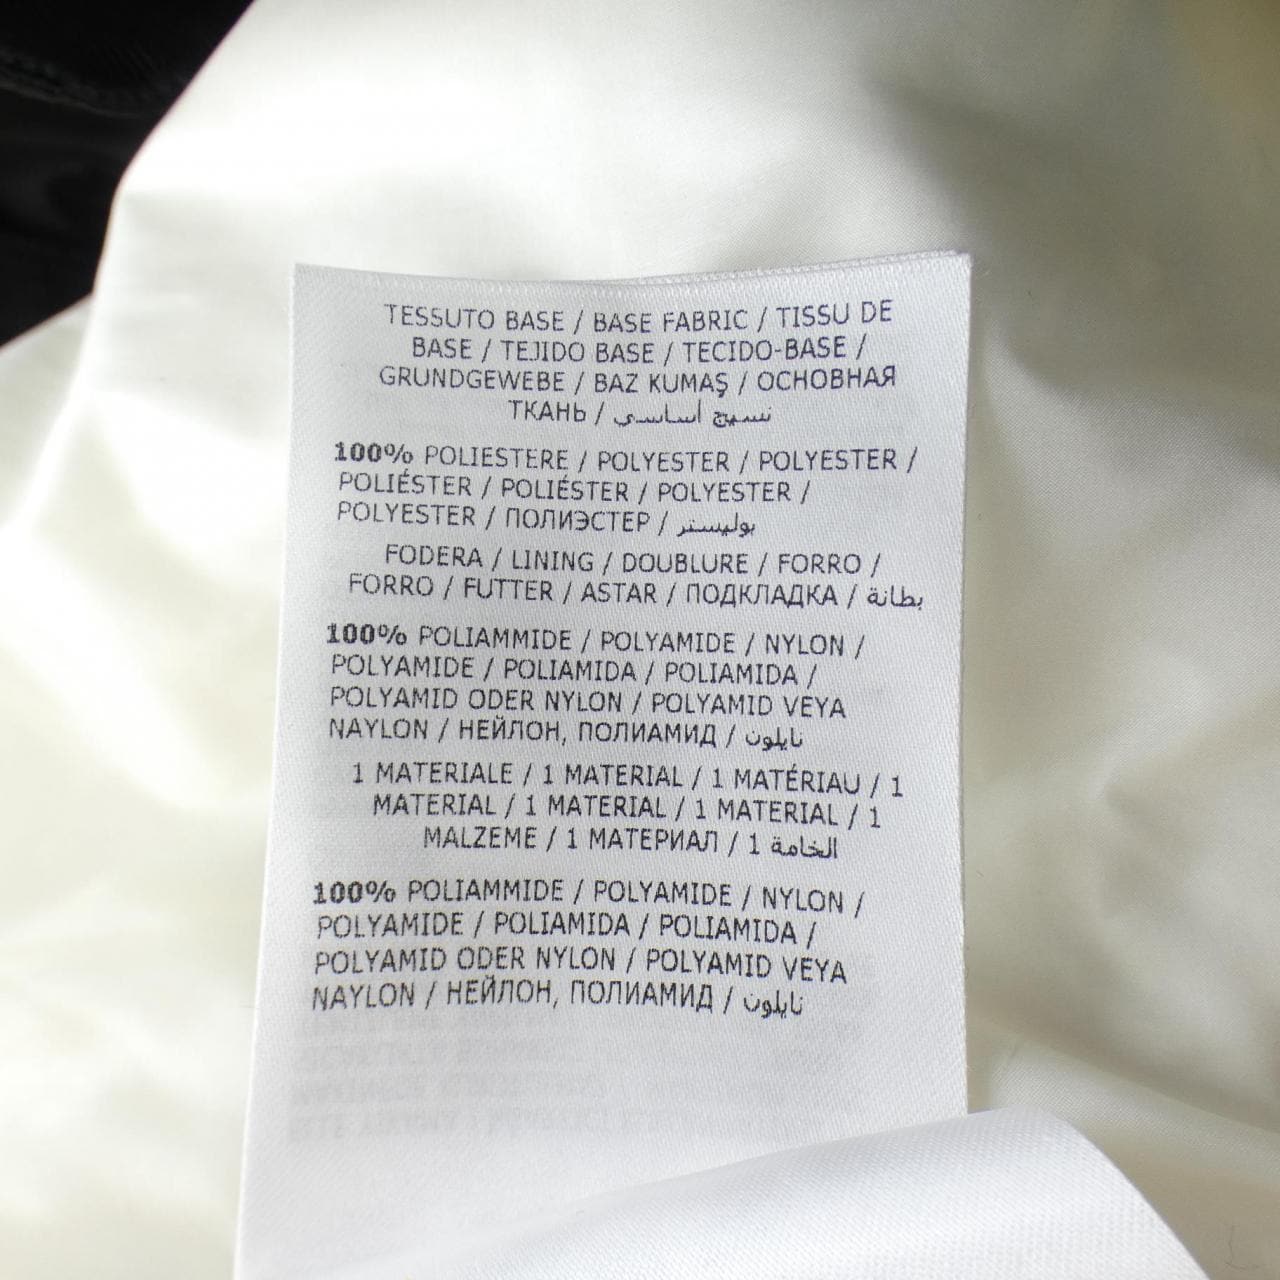 TESSUTO BASE / BASE FABRIC / TISSU DE
BASE / TEJIDO BASE / TECIDO-BASE /
GRUNDGEWEBE / BAZ KUMAŞ / ОСНОВНАЯ
ТКАНЬ / نسيج أساسي
100% POLIESTERE / POLYESTER / POLYESTER /
POLIÉSTER / POLIÉSTER / POLYESTER /
POLYESTER / ПОЛИЭСТЕР / بوليستر
FODERA / LINING / DOUBLURE / FORRO /
FORRO / FUTTER / ASTAR / ПОДКЛАДКА / بطانة
100% POLIAMMIDE / POLYAMIDE / NYLON /
POLYAMIDE / POLIAMIDA / POLIAMIDA /
POLYAMID ODER NYLON / POLYAMID VEYA
NAYLON / НЕЙЛОН, ПОЛИАМИД / نايلون
1 MATERIALE / 1 MATERIAL / 1 MATÉRIAU / 1
MATERIAL / 1 MATERIAL / 1 MATERIAL / 1
MALZEME / 1 МАТЕРИАЛ / 1 الخامة
100% POLIAMMIDE / POLYAMIDE / NYLON /
POLYAMIDE / POLIAMIDA / POLIAMIDA /
POLYAMID ODER NYLON / POLYAMID VEYA
NAYLON / НЕЙЛОН, ПОЛИАМИД / نايلون